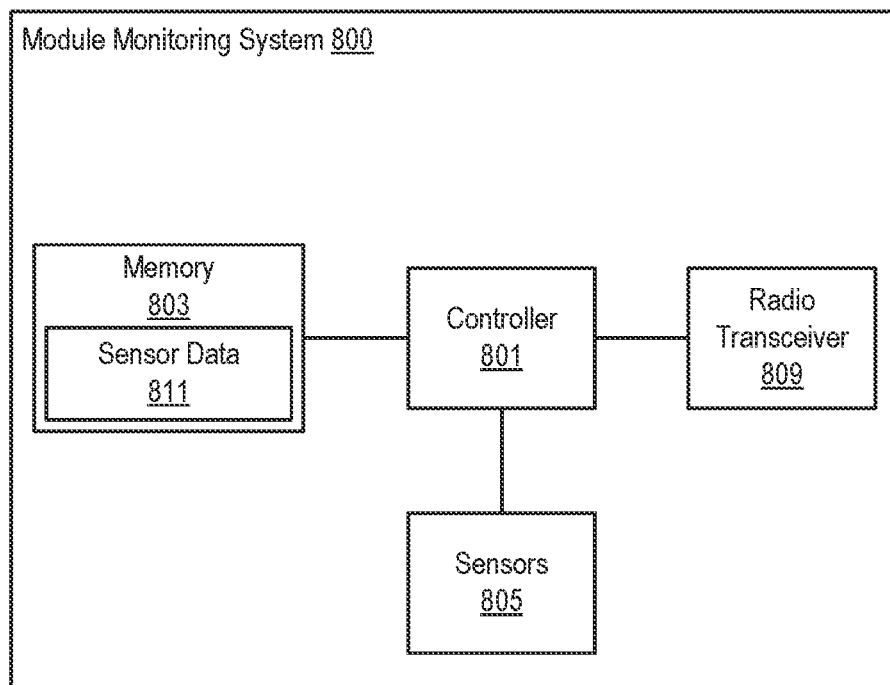 Module Monitoring System 800
Memory
803
Sensor Data
811
Controller
801
Radio
Transceiver
809
Sensors
805